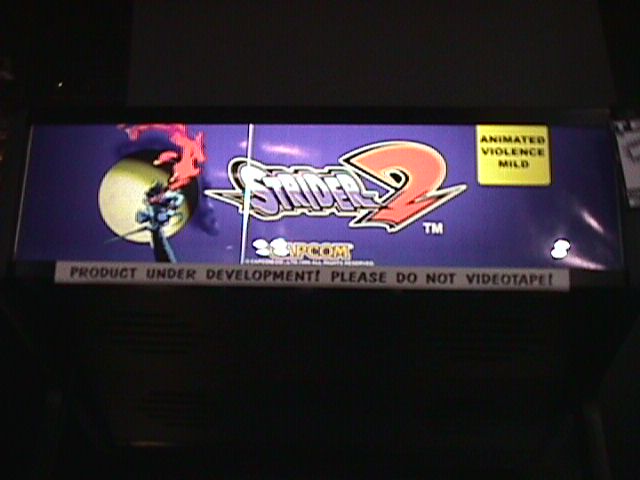 STRIDER 2
TM
CAPCOM
ANIMATED
VIOLENCE
MILD
PRODUCT UNDER DEVELOPMENT! PLEASE DO NOT VIDEOTAPE!